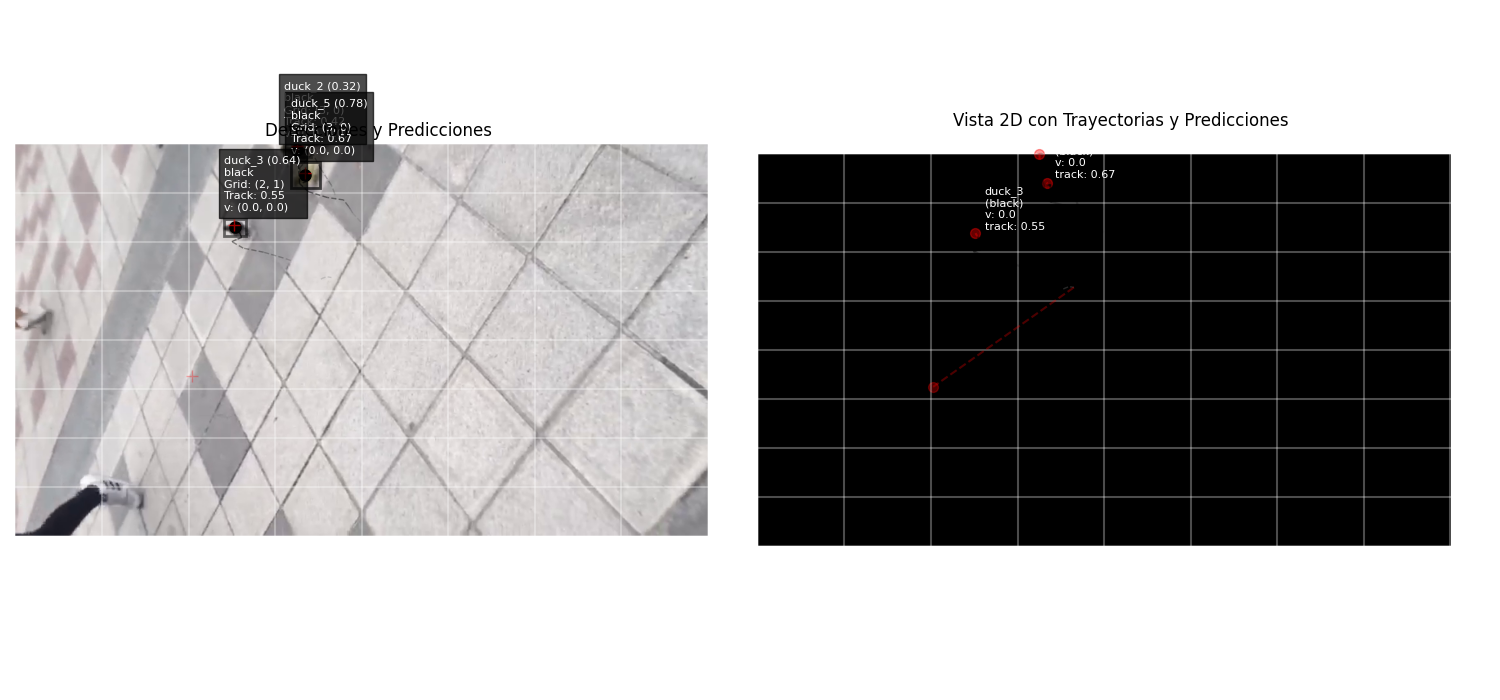 duck_2 (0.32)
duck_5 (0.78)
black
Grid: (3, 0)
Track: 0.67
v: (0.0, 0.0)
y Predicciones
duck_3 (0.64)
black
Grid: (2, 1)
Track: 0.55
v: (0.0, 0.0)
Vista 2D con Trayectorias y Predicciones
v: 0.0
track: 0.67
duck_3
(black)
v: 0.0
track: 0.55